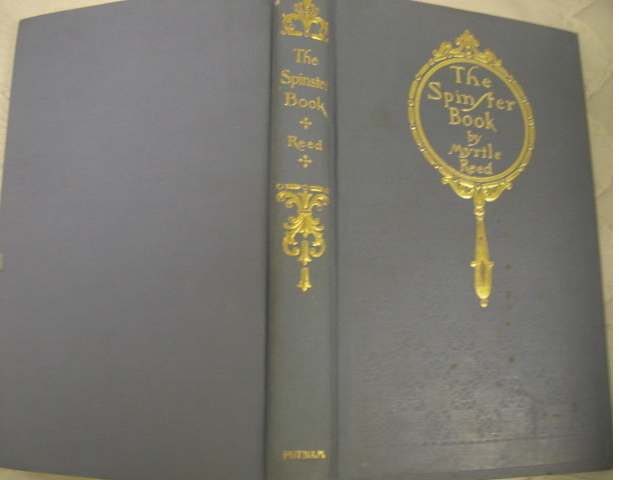 The
Spinster
Book
Reed
PUTNAM
The
Spinster
Book
by
Myrtle
Reed